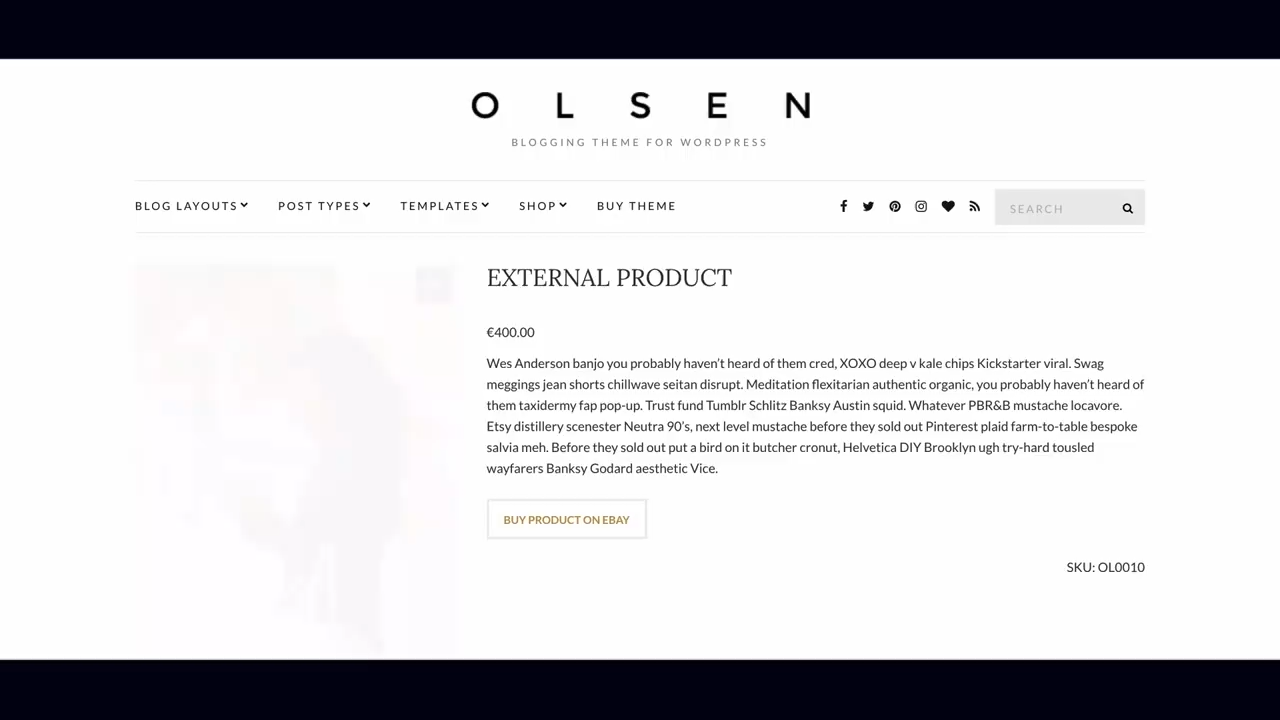 O L S E N
BLOGGING THEME FOR WORDPRESS
BLOG LAYOUTS POST TYPES TEMPLATES SHOP BUY THEME SEARCH
EXTERNAL PRODUCT
€400.00
Wes Anderson banjo you probably haven’t heard of them cred, XOXO deep v kale chips Kickstarter viral. Swag
meggings jean shorts chillwave seitan disrupt. Meditation flexitarian authentic organic, you probably haven’t heard of
them taxidermy fap pop-up. Trust fund Tumblr Schlitz Banksy Austin squid. Whatever PBR&B mustache locavore.
Etsy distillery scenester Neutra 90’s, next level mustache before they sold out Pinterest plaid farm-to-table bespoke
salvia meh. Before they sold out put a bird on it butcher cronut, Helvetica DIY Brooklyn ugh try-hard tousled
wayfarers Banksy Godard aesthetic Vice.
BUY PRODUCT ON EBAY
SKU: OL0010